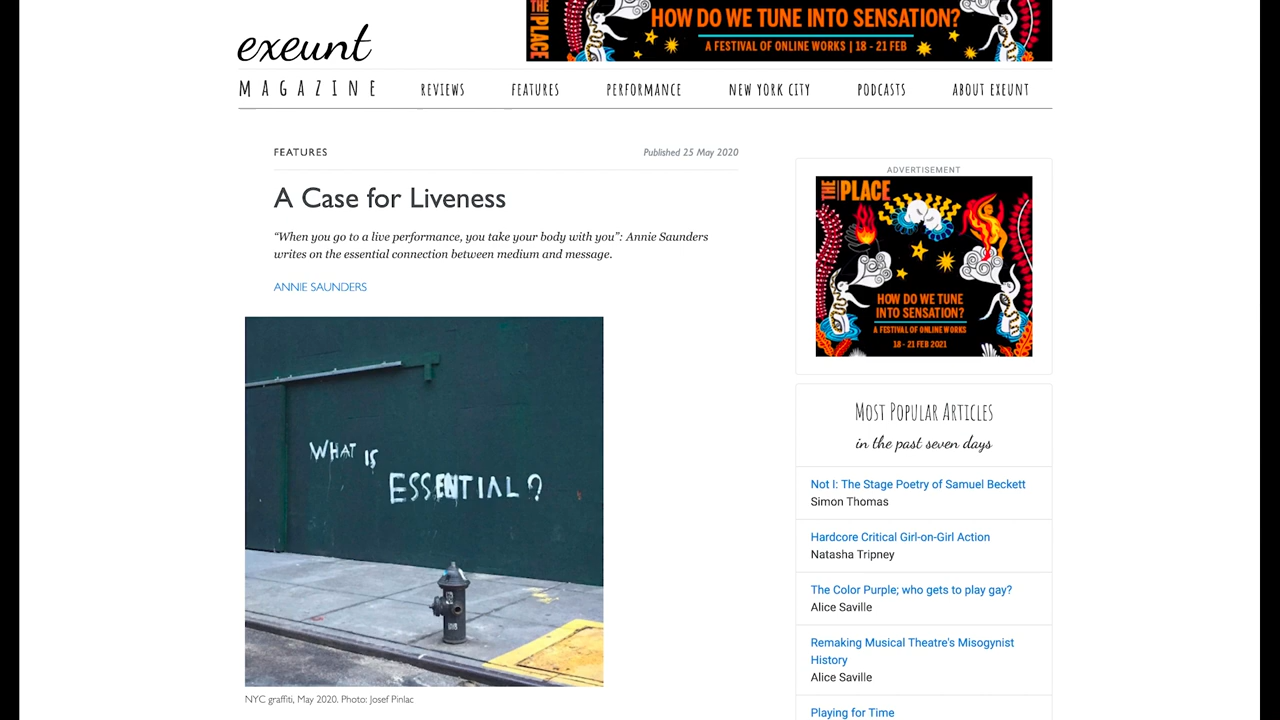 exeunt
MAGAZINE
THE PLACE
HOW DO WE TUNE INTO SENSATION?
A FESTIVAL OF ONLINE WORKS | 18 - 21 FEB
REVIEWS
FEATURES
PERFORMANCE
NEW YORK CITY
PODCASTS
ABOUT EXEUNT
FEATURES
Published 25 May 2020
A Case for Liveness
“When you go to a live performance, you take your body with you”: Annie Saunders
writes on the essential connection between medium and message.
ANNIE SAUNDERS
WHAT IS
ESSENTIAL?
NYC graffiti, May 2020. Photo: Josef Pinlac
ADVERTISEMENT
THE PLACE
HOW DO WE TUNE
INTO SENSATION?
A FESTIVAL OF ONLINE WORKS
18 - 21 FEB 2021
Most Popular Articles
in the past seven days
Not I: The Stage Poetry of Samuel Beckett
Simon Thomas
Hardcore Critical Girl-on-Girl Action
Natasha Tripney
The Color Purple; who gets to play gay?
Alice Saville
Remaking Musical Theatre's Misogynist
History
Alice Saville
Playing for Time